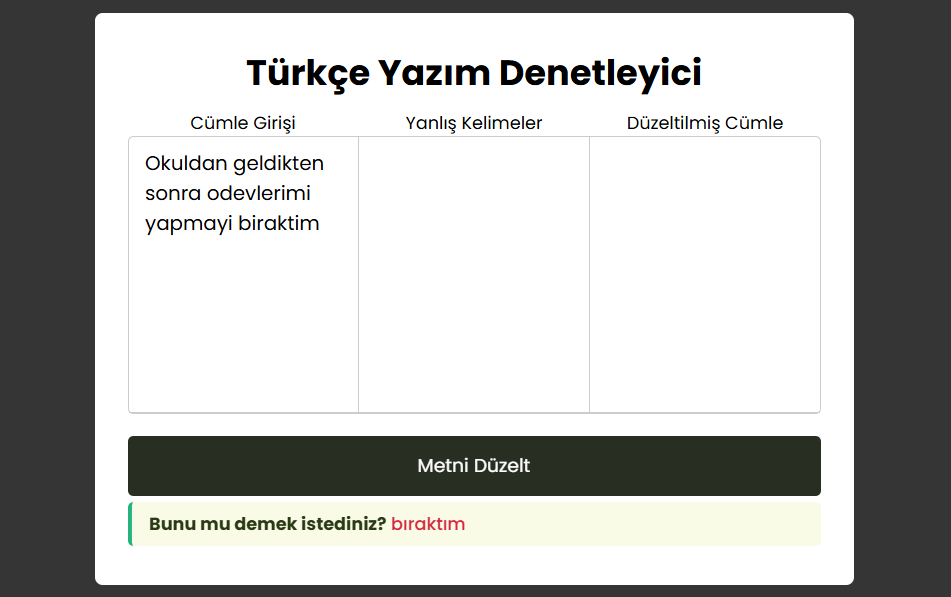 Türkçe Yazım Denetleyici
Cümle Girişi
Yanlış Kelimeler
Düzeltilmiş Cümle
Okuldan geldikten
sonra odevlerimi
yapmayi biraktim
Metni Düzelt
Bunu mu demek istediniz? bıraktım